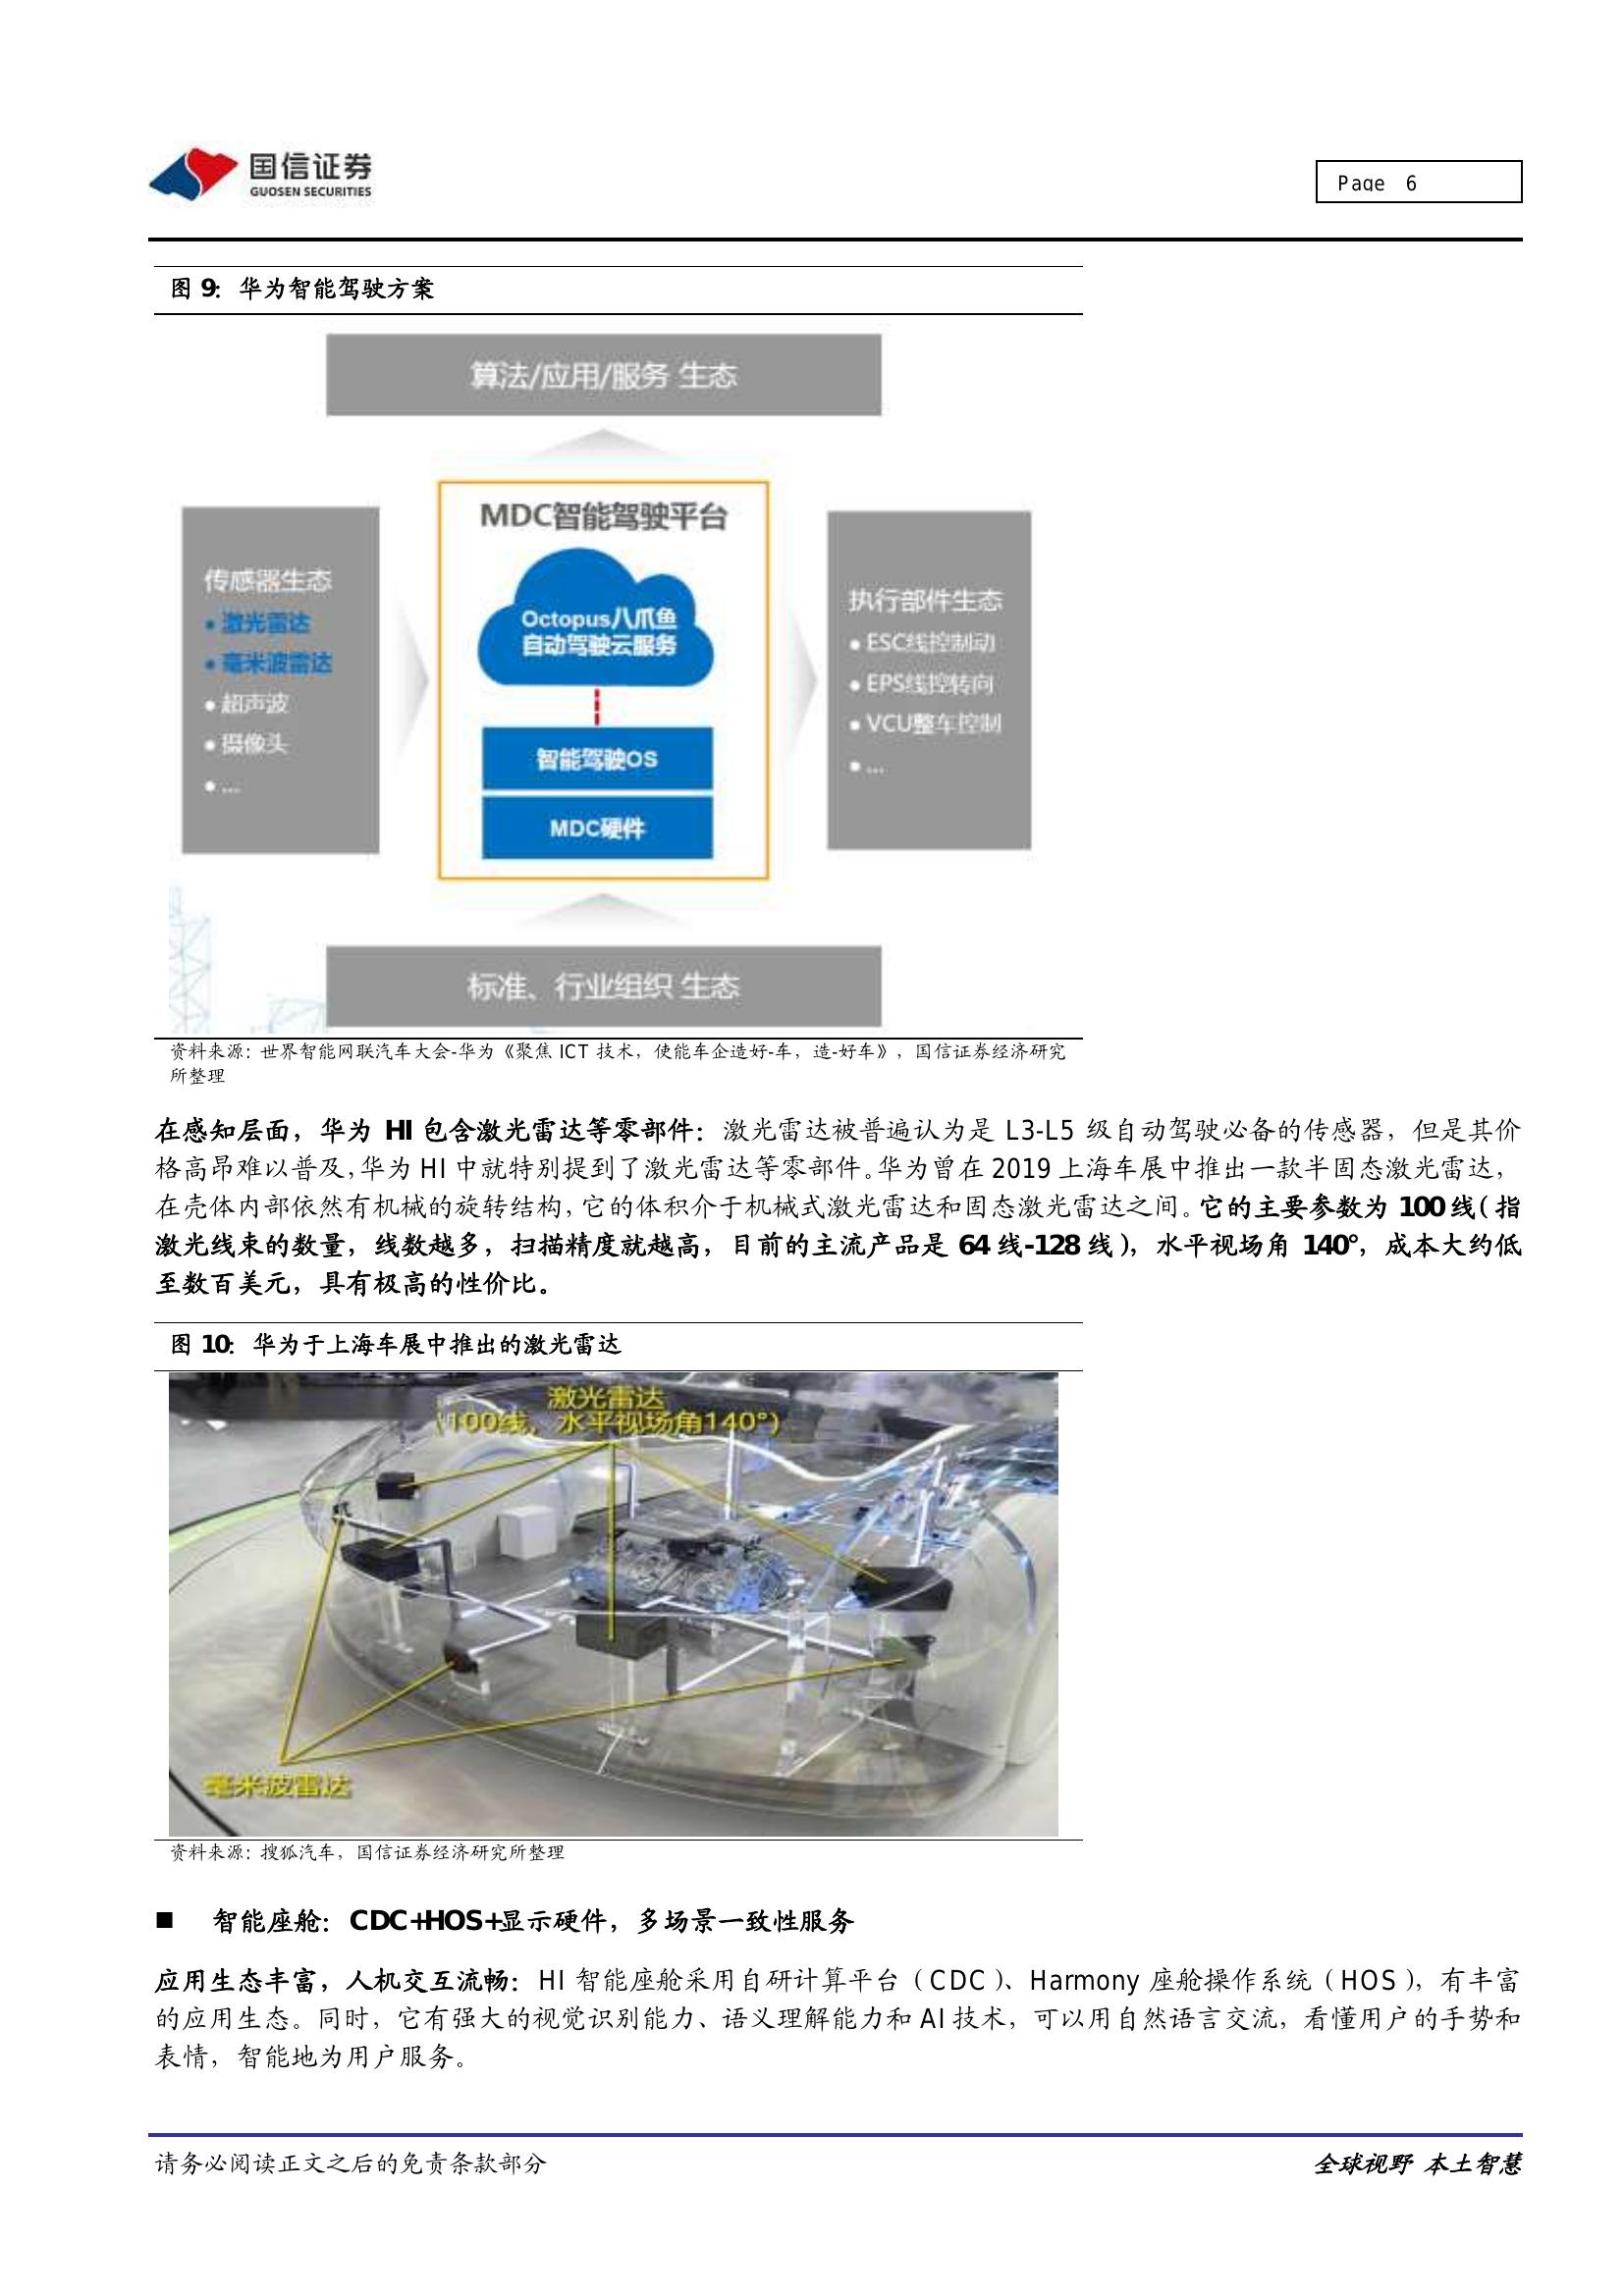 国信证券
GUOSEN SECURITIES
Page 6
图 9：华为智能驾驶方案
算法/应用/服务 生态
MDC智能驾驶平台
传感器生态
• 激光雷达
• 毫米波雷达
• 超声波
• 摄像头
• ...
Octopus八爪鱼
自动驾驶云服务
智能驾驶OS
MDC硬件
执行部件生态
• ESC线控制动
• EPS线控转向
• VCU整车控制
• ...
标准、行业组织 生态
资料来源：世界智能网联汽车大会-华为《聚焦 ICT 技术，使能车企造好-车，造-好车》，国信证券经济研究
所整理
在感知层面，华为 HI 包含激光雷达等零部件：激光雷达被普遍认为是 L3-L5 级自动驾驶必备的传感器，但是其价
格高昂难以普及，华为 HI 中就特别提到了激光雷达等零部件。华为曾在 2019 上海车展中推出一款半固态激光雷达，
在壳体内部依然有机械的旋转结构，它的体积介于机械式激光雷达和固态激光雷达之间。它的主要参数为 100 线（指
激光线束的数量，线数越多，扫描精度就越高，目前的主流产品是 64 线-128 线），水平视场角 140°，成本大约低
至数百美元，具有极高的性价比。
图 10：华为于上海车展中推出的激光雷达
激光雷达
(100线、水平视场角140°)
毫米波雷达
资料来源：搜狐汽车，国信证券经济研究所整理
■ 智能座舱：CDC+HOS+显示硬件，多场景一致性服务
应用生态丰富，人机交互流畅：HI 智能座舱采用自研计算平台（CDC）、Harmony 座舱操作系统（HOS），有丰富
的应用生态。同时，它有强大的视觉识别能力、语义理解能力和 AI 技术，可以用自然语言交流，看懂用户的手势和
表情，智能地为用户服务。
请务必阅读正文之后的免责条款部分
全球视野 本土智慧